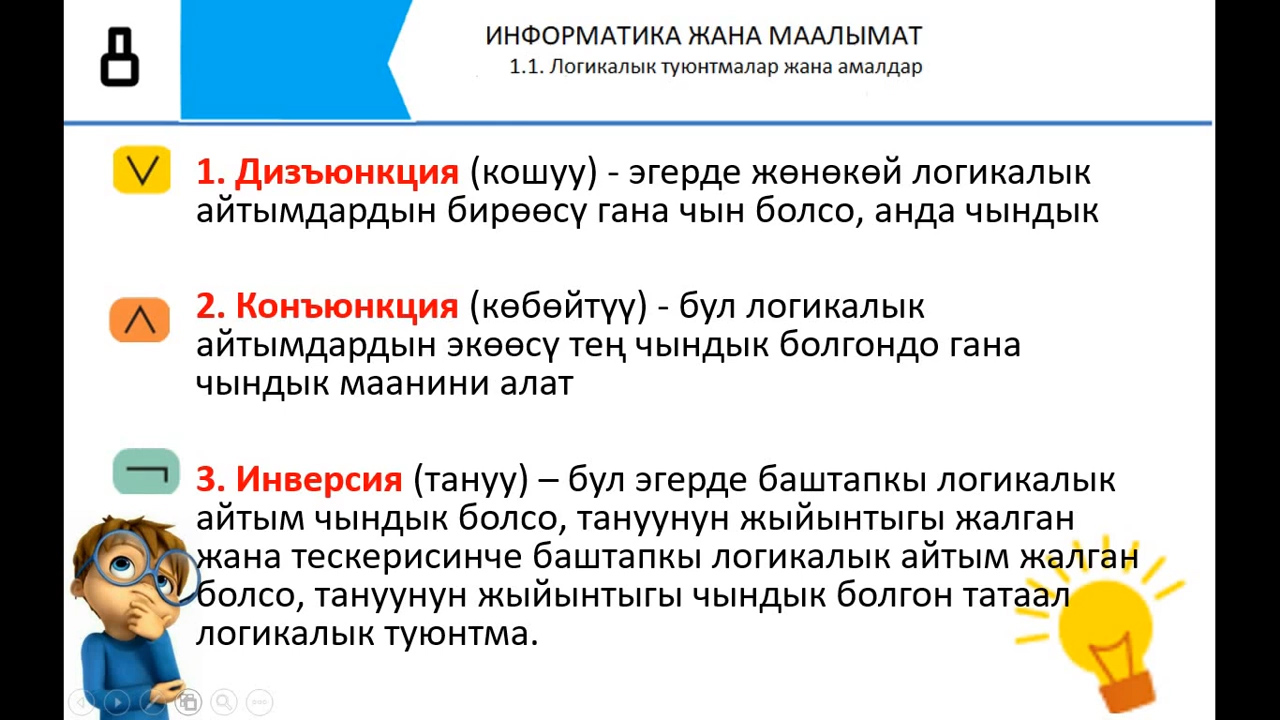 8
ИНФОРМАТИКА ЖАНА МААЛЫМАТ
1.1. Логикалык туюнтмалар жана амалдар
1. Дизъюнкция (кошуу) - эгерде жөнөкөй логикалык
айтымдардын бирөөсү гана чын болсо, анда чындык
2. Конъюнкция (көбөйтүү) - бул логикалык
айтымдардын экөөсү тең чындык болгондо гана
чындык маанини алат
3. Инверсия (тануу) – бул эгерде баштапкы логикалык
айтым чындык болсо, тануунун жыйынтыгы жалган
жана тескерисинче баштапкы логикалык айтым жалган
болсо, тануунун жыйынтыгы чындык болгон татаал
логикалык туюнтма.